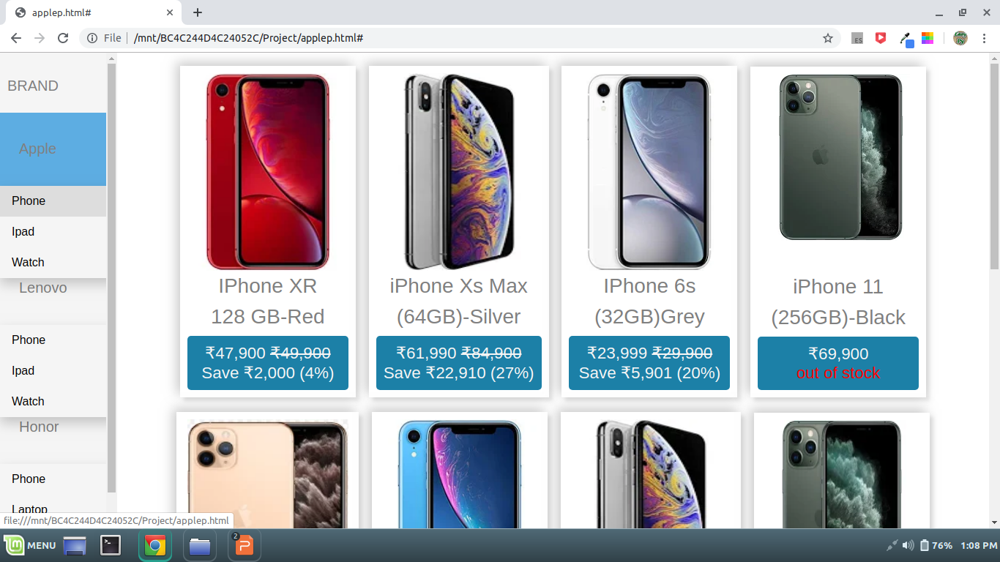 applep.html#
File
/mnt/BC4C244D4C24052C/Project/applep.html#
ES
BRAND
Apple
Phone
Ipad
Watch
Lenovo
Phone
Ipad
Watch
Honor
Phone
Laptop
IPhone XR
128 GB-Red
₹47,900 ₹49,900
Save ₹2,000 (4%)
iPhone Xs Max
(64GB)-Silver
₹61,990 ₹84,900
Save ₹22,910 (27%)
IPhone 6s
(32GB)Grey
₹23,999 ₹29,900
Save ₹5,901 (20%)
iPhone 11
(256GB)-Black
₹69,900
out of stock
file:///mnt/BC4C244D4C24052C/Project/applep.html
MENU
2
76%
1:08 PM